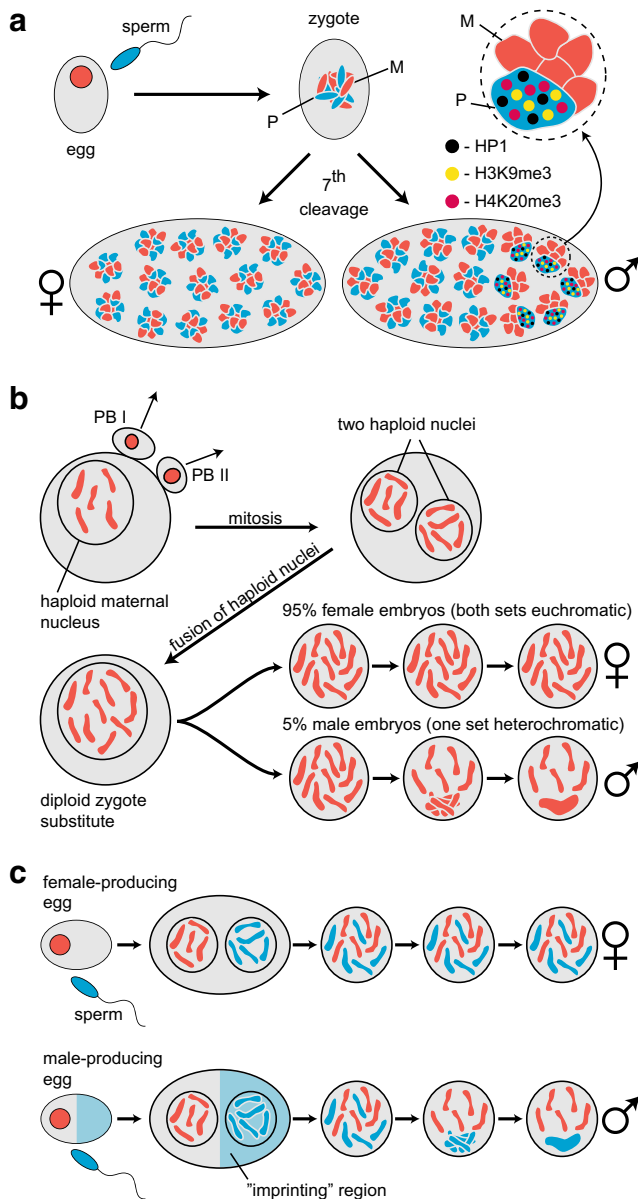 a
sperm
zygote
M
M
P
P
egg
- HP1
- H3K9me3
- H4K20me3
7th
cleavage
♀
♂
b
PB I
PB II
two haploid nuclei
mitosis
haploid maternal
nucleus
fusion of haploid nuclei
95% female embryos (both sets euchromatic)
♀
5% male embryos (one set heterochromatic)
♂
diploid zygote
substitute
c
female-producing
egg
♀
sperm
male-producing
egg
♂
"imprinting" region